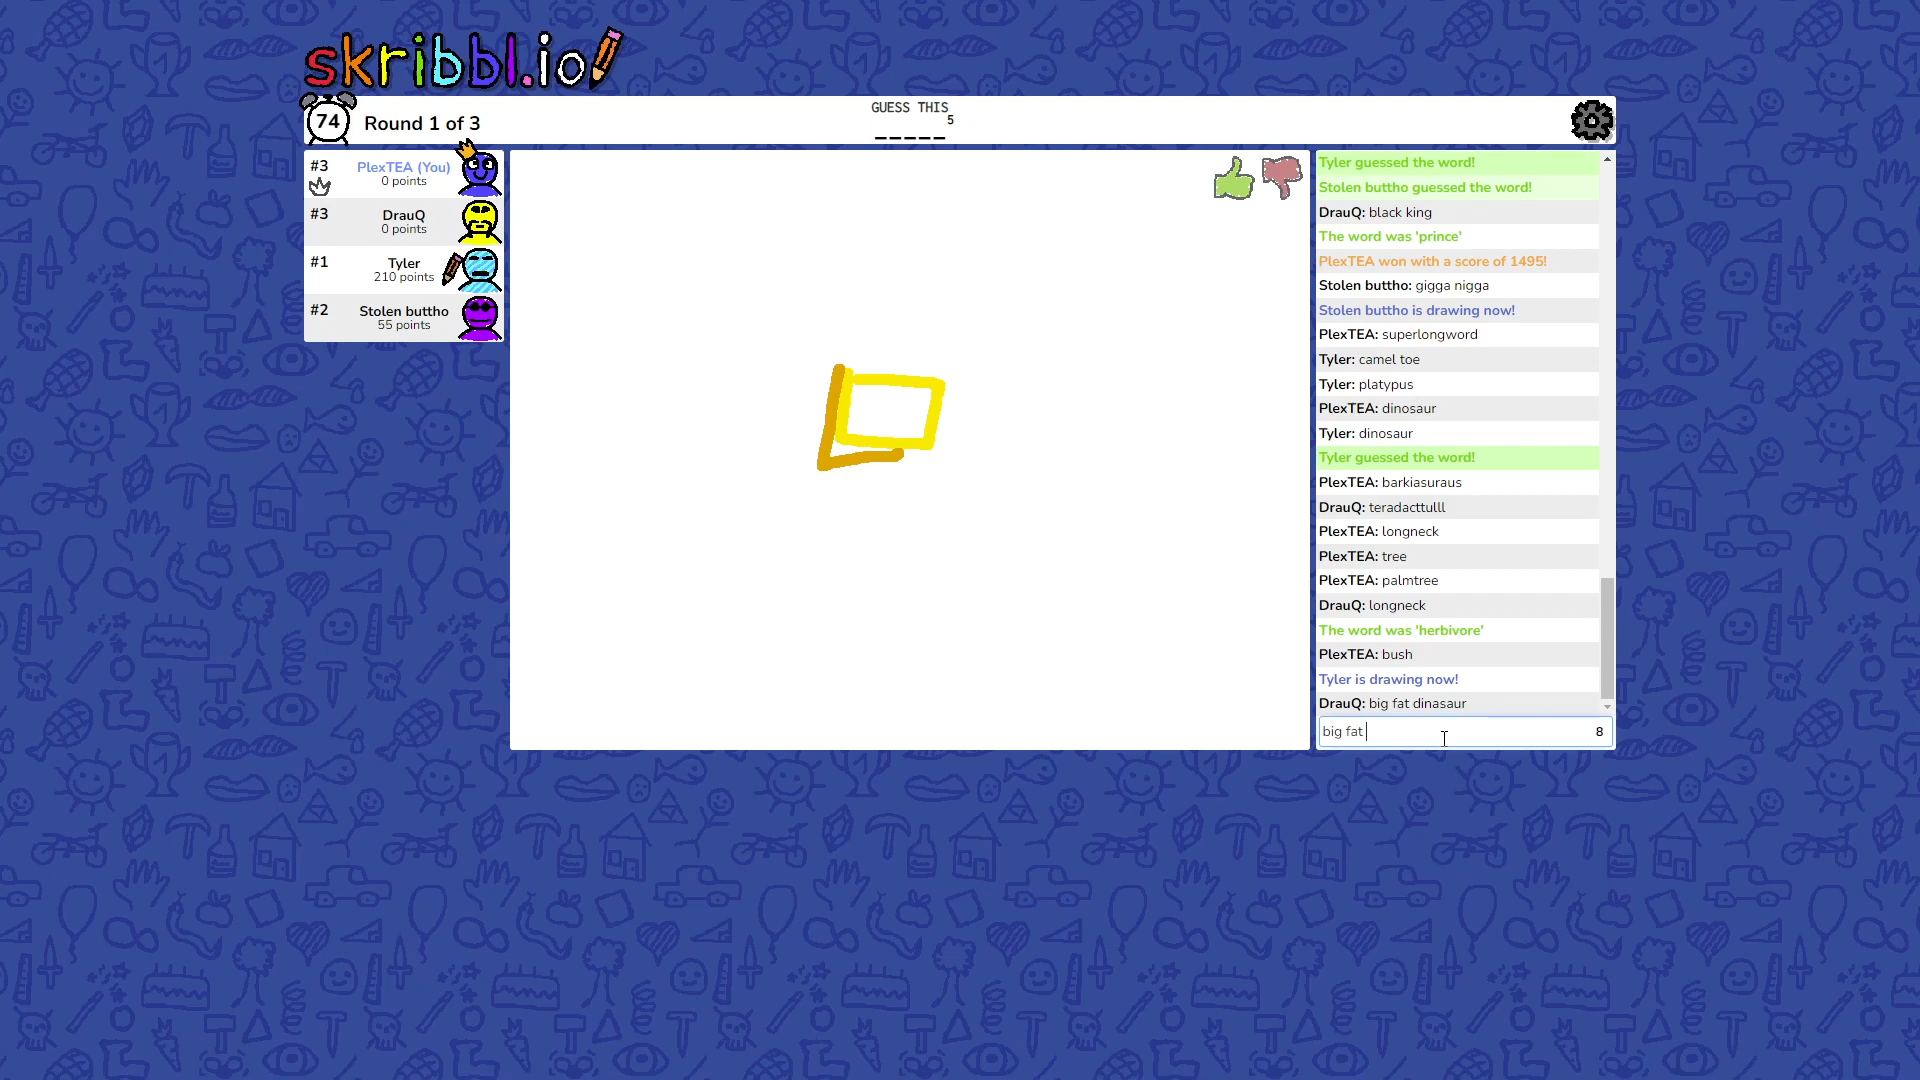 skribbl.io
74
Round 1 of 3
GUESS THIS
_____ 5
#3
PlexTEA (You)
0 points
#3
DrauQ
0 points
#1
Tyler
210 points
#2
Stolen buttho
55 points
Tyler guessed the word!
Stolen buttho guessed the word!
DrauQ: black king
The word was 'prince'
PlexTEA won with a score of 1495!
Stolen buttho: gigga nigga
Stolen buttho is drawing now!
PlexTEA: superlongword
Tyler: camel toe
Tyler: platypus
PlexTEA: dinosaur
Tyler: dinosaur
Tyler guessed the word!
PlexTEA: barkiasuraus
DrauQ: teradacttulll
PlexTEA: longneck
PlexTEA: tree
PlexTEA: palmtree
DrauQ: longneck
The word was 'herbivore'
PlexTEA: bush
Tyler is drawing now!
DrauQ: big fat dinasaur
big fat 8